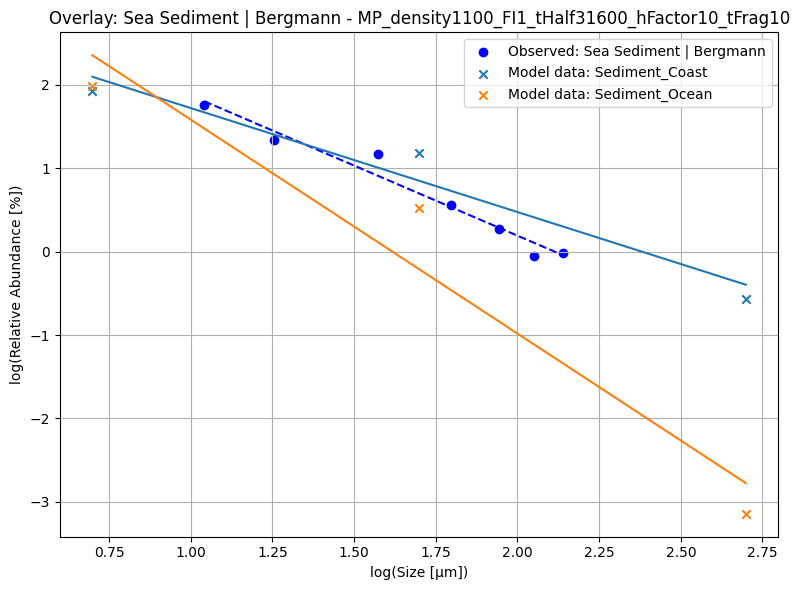 Overlay: Sea Sediment | Bergmann - MP_density1100_FI1_tHalf31600_hFactor10_tFrag10
Observed: Sea Sediment | Bergmann
Model data: Sediment_Coast
Model data: Sediment_Ocean
log(Relative Abundance [%])
2
1
0
−1
−2
−3
0.75
1.00
1.25
1.50
1.75
2.00
2.25
2.50
2.75
log(Size [µm])